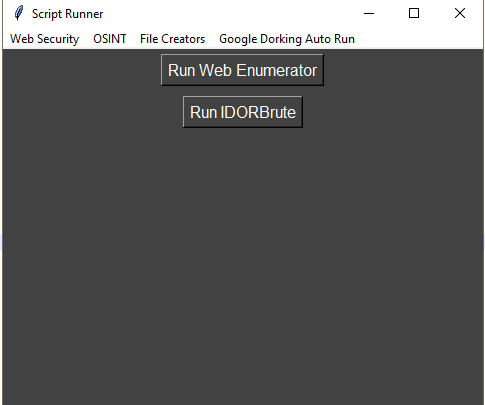 Script Runner
Web Security OSINT File Creators Google Dorking Auto Run
Run Web Enumerator
Run IDORBrute